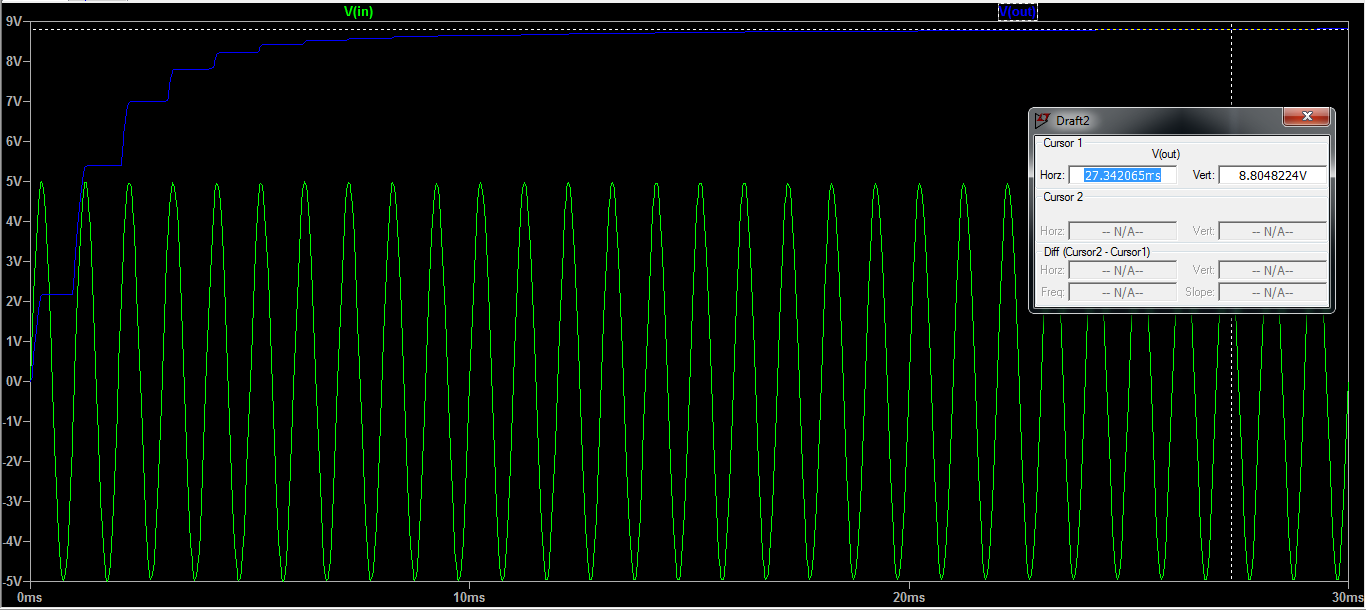 V(in) V(out)
9V
8V
7V
6V
5V
4V
3V
2V
1V
0V
-1V
-2V
-3V
-4V
-5V
0ms 10ms 20ms 30ms
Draft2
Cursor 1
V(out)
Horz: 27.342065ms Vert: 8.8048224V
Cursor 2
Horz: -- N/A-- Vert: -- N/A--
Diff (Cursor2 - Cursor1)
Horz: -- N/A-- Vert: -- N/A--
Freq: -- N/A-- Slope: -- N/A--